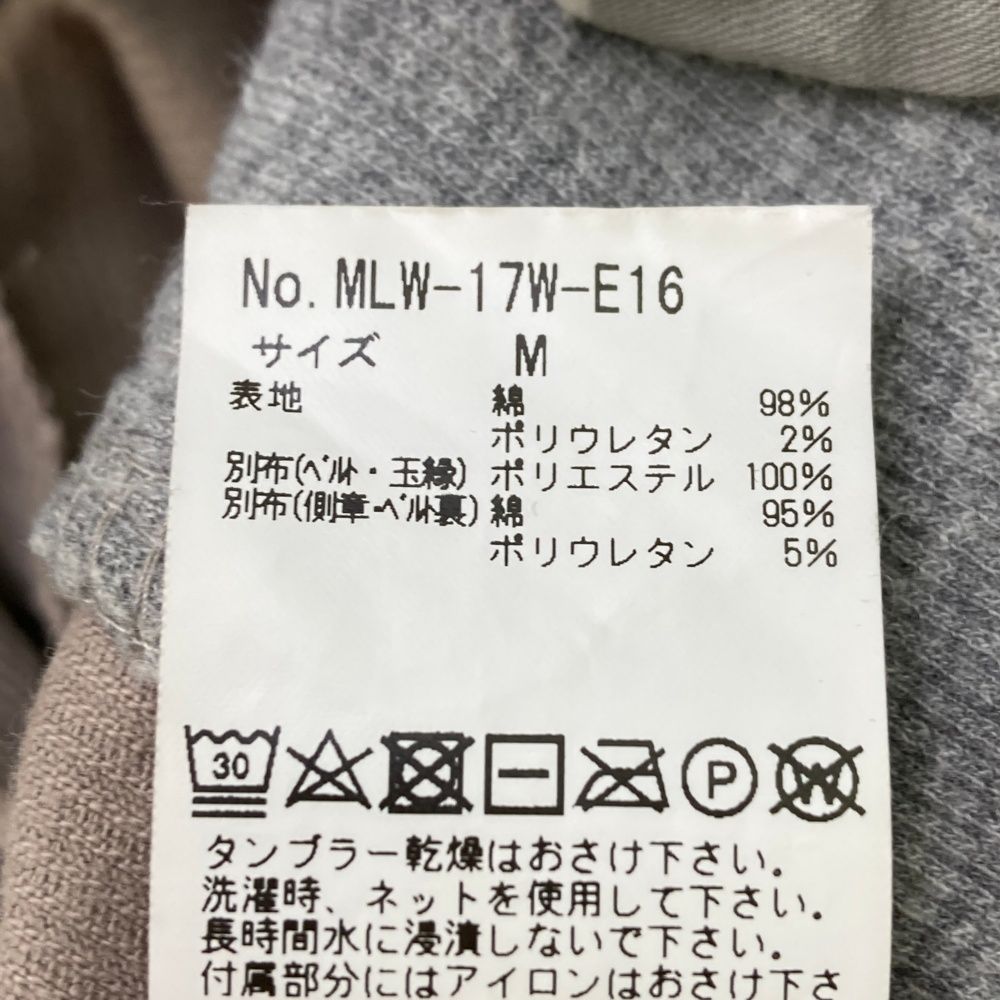 No. MLW-17W-E16
サイズ M
表地 綿 98%
ポリウレタン 2%
別布(ベルト・玉縁) ポリエステル 100%
別布(側章・ベルト裏) 綿 95%
ポリウレタン 5%
30 P W
タンブラー乾燥はおさけ下さい。
洗濯時、ネットを使用して下さい。
長時間水に浸漬しないで下さい。
付属部分にはアイロンはおさけ下さ